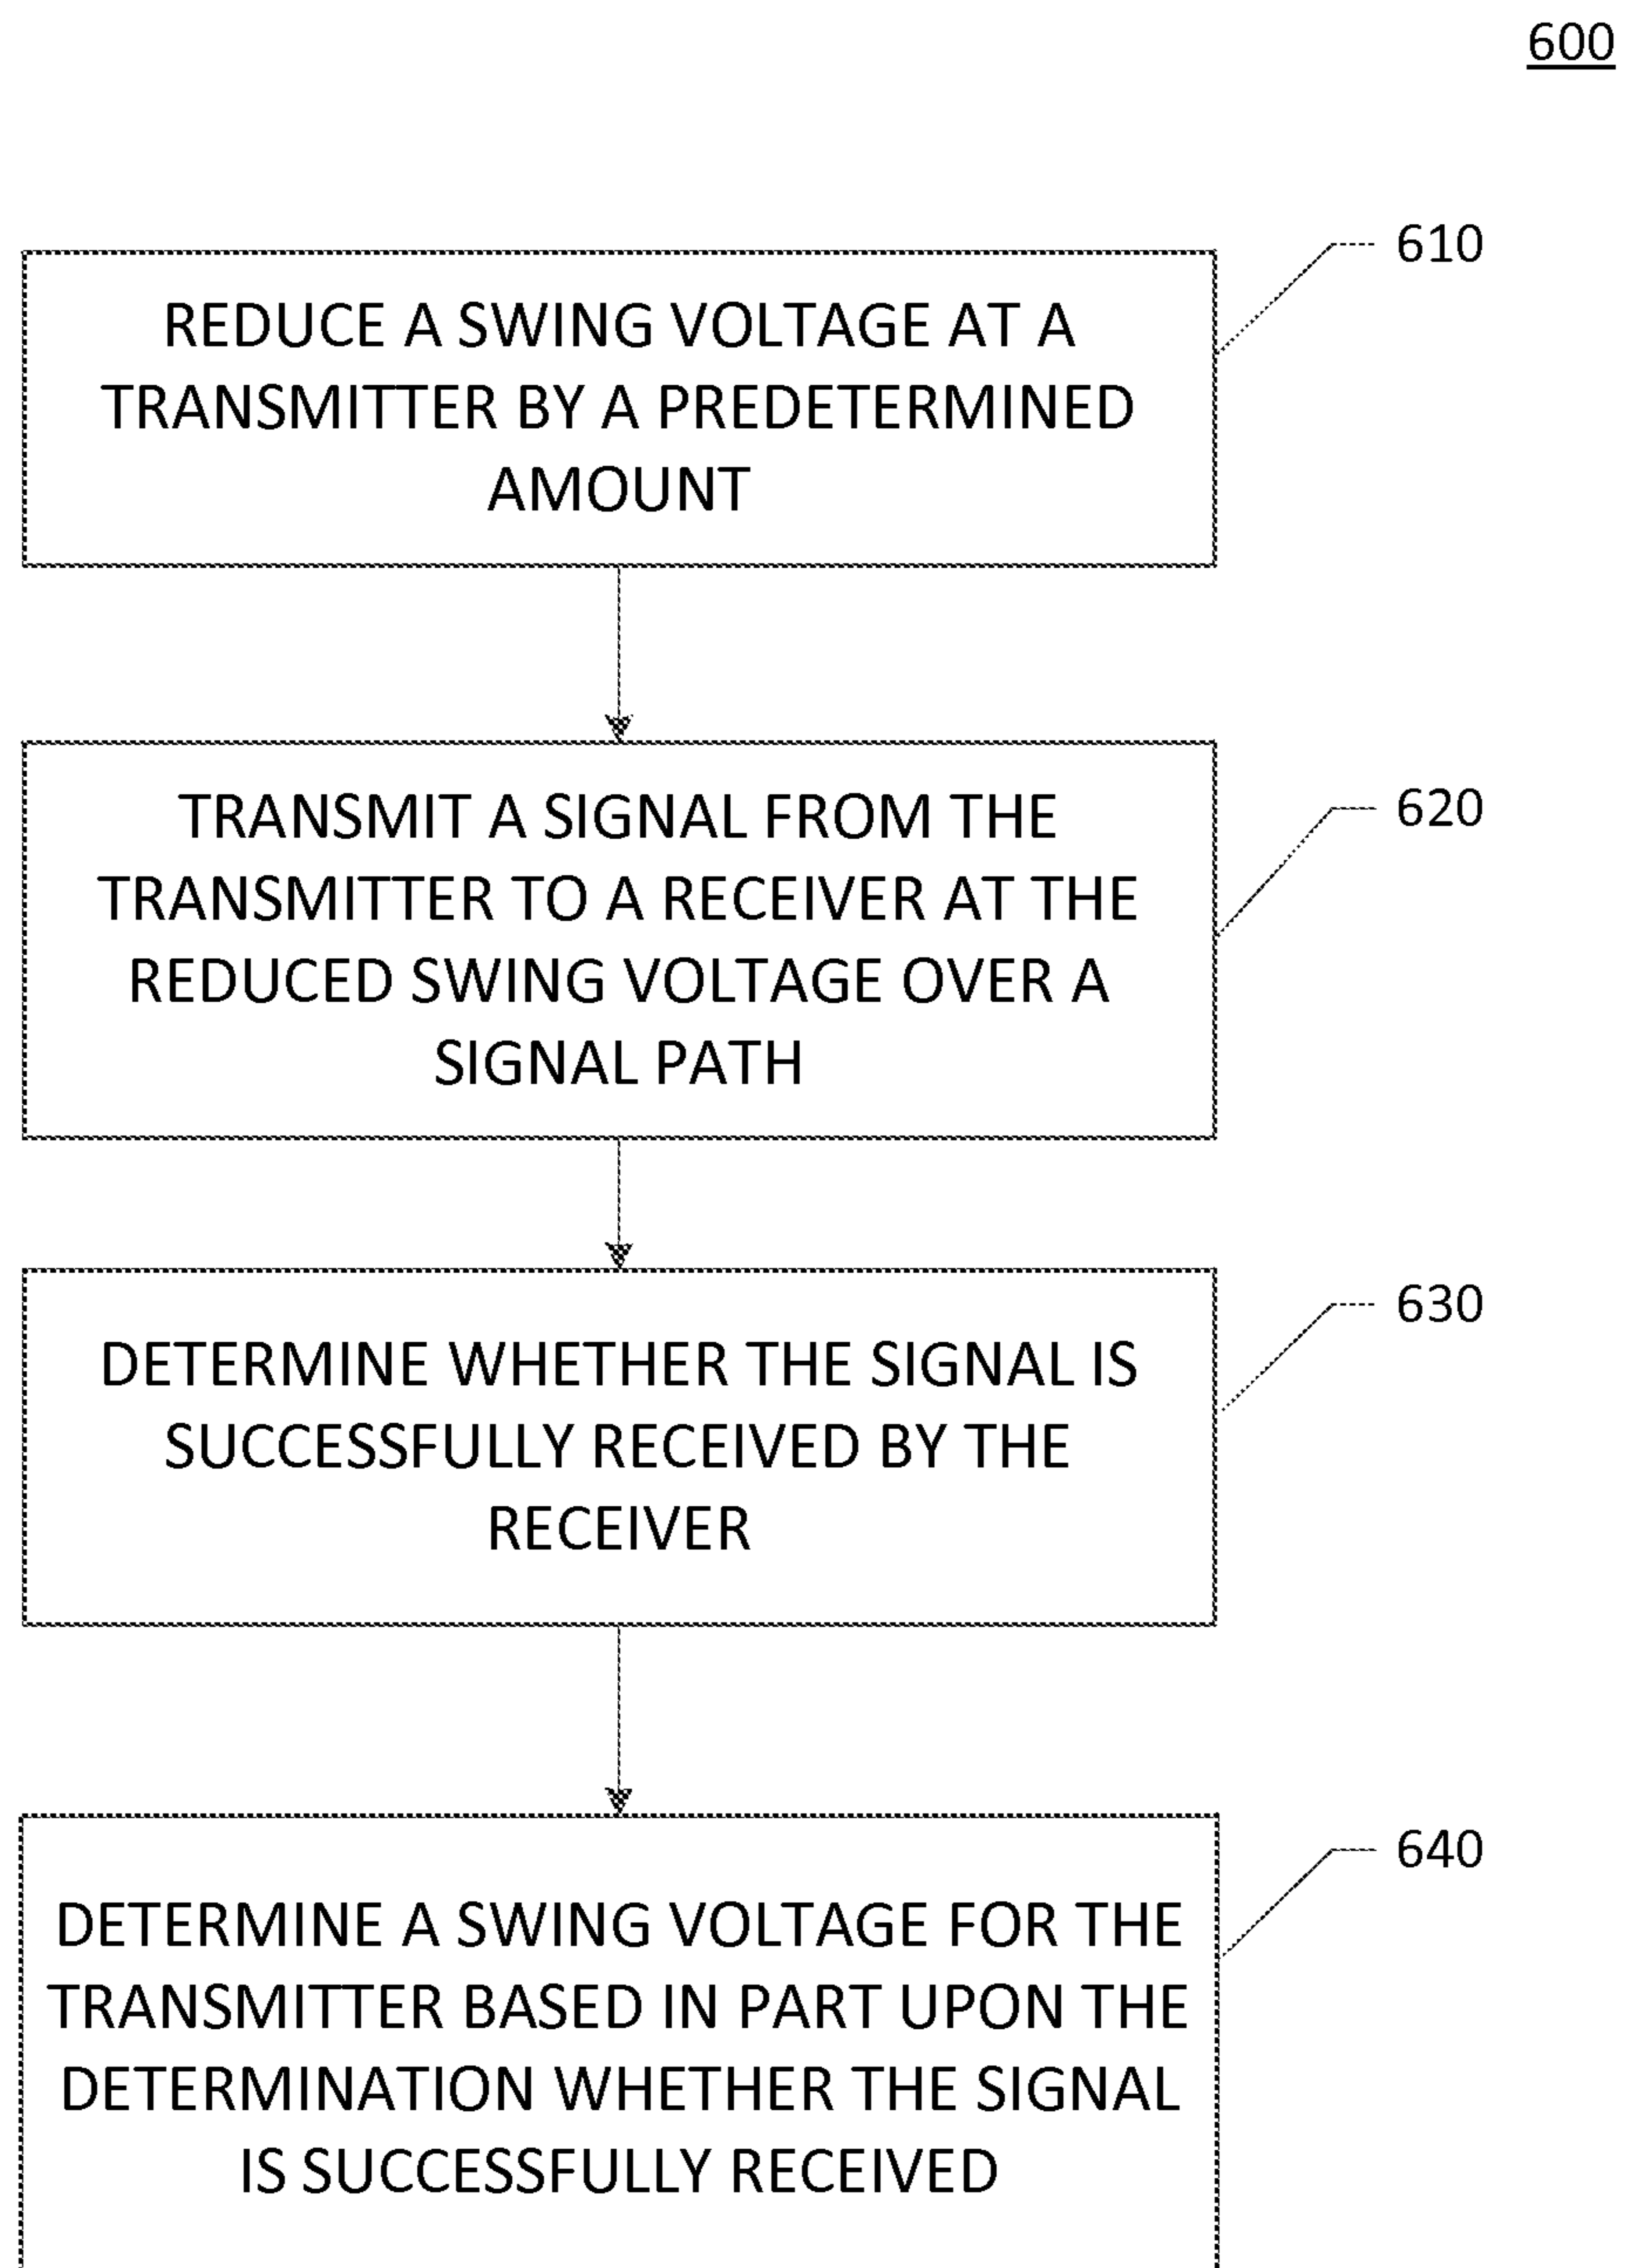 600
610
REDUCE A SWING VOLTAGE AT A
TRANSMITTER BY A PREDETERMINED
AMOUNT
620
TRANSMIT A SIGNAL FROM THE
TRANSMITTER TO A RECEIVER AT THE
REDUCED SWING VOLTAGE OVER A
SIGNAL PATH
630
DETERMINE WHETHER THE SIGNAL IS
SUCCESSFULLY RECEIVED BY THE
RECEIVER
640
DETERMINE A SWING VOLTAGE FOR THE
TRANSMITTER BASED IN PART UPON THE
DETERMINATION WHETHER THE SIGNAL
IS SUCCESSFULLY RECEIVED